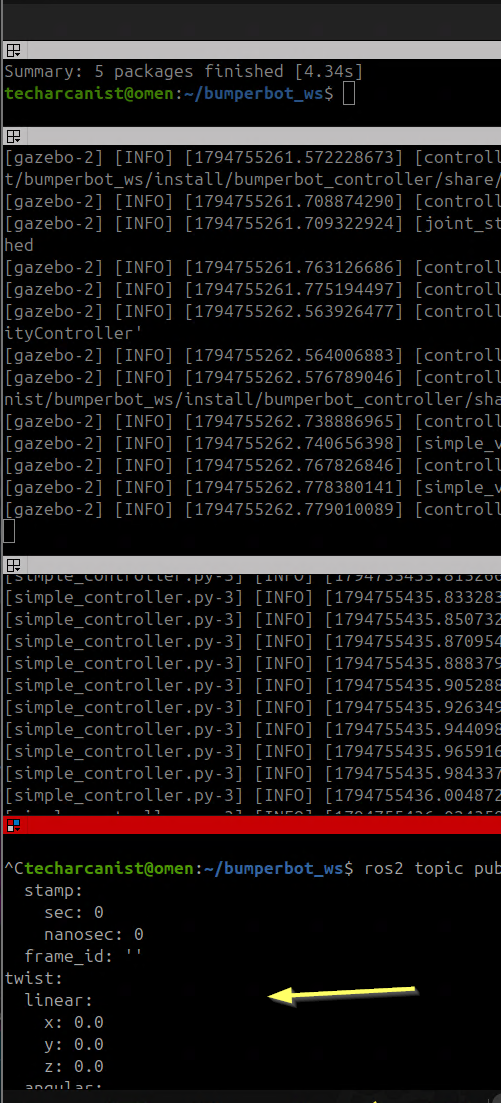 Summary: 5 packages finished [4.34s]
techarcanist@omen:~/bumperbot_ws$
[gazebo-2] [INFO] [1794755261.572228673] [controll
t/bumperbot_ws/install/bumperbot_controller/share/
[gazebo-2] [INFO] [1794755261.708874290] [controll
[gazebo-2] [INFO] [1794755261.709322924] [joint_st
hed
[gazebo-2] [INFO] [1794755261.763126686] [controll
[gazebo-2] [INFO] [1794755261.775194497] [controll
[gazebo-2] [INFO] [1794755262.563926477] [controll
ityController'
[gazebo-2] [INFO] [1794755262.564006883] [controll
[gazebo-2] [INFO] [1794755262.576789046] [controll
nist/bumperbot_ws/install/bumperbot_controller/sha
[gazebo-2] [INFO] [1794755262.738886965] [controll
[gazebo-2] [INFO] [1794755262.740656398] [simple_v
[gazebo-2] [INFO] [1794755262.767826846] [controll
[gazebo-2] [INFO] [1794755262.778380141] [simple_v
[gazebo-2] [INFO] [1794755262.779010089] [controll
[simple_controller.py-3] [INFO] [1794755435.833283
[simple_controller.py-3] [INFO] [1794755435.850732
[simple_controller.py-3] [INFO] [1794755435.870954
[simple_controller.py-3] [INFO] [1794755435.888379
[simple_controller.py-3] [INFO] [1794755435.905288
[simple_controller.py-3] [INFO] [1794755435.926349
[simple_controller.py-3] [INFO] [1794755435.944098
[simple_controller.py-3] [INFO] [1794755435.965916
[simple_controller.py-3] [INFO] [1794755435.984337
[simple_controller.py-3] [INFO] [1794755436.004872
^Ctecharcanist@omen:~/bumperbot_ws$ ros2 topic pub
stamp:
sec: 0
nanosec: 0
frame_id: ''
twist:
linear:
x: 0.0
y: 0.0
z: 0.0
angular: